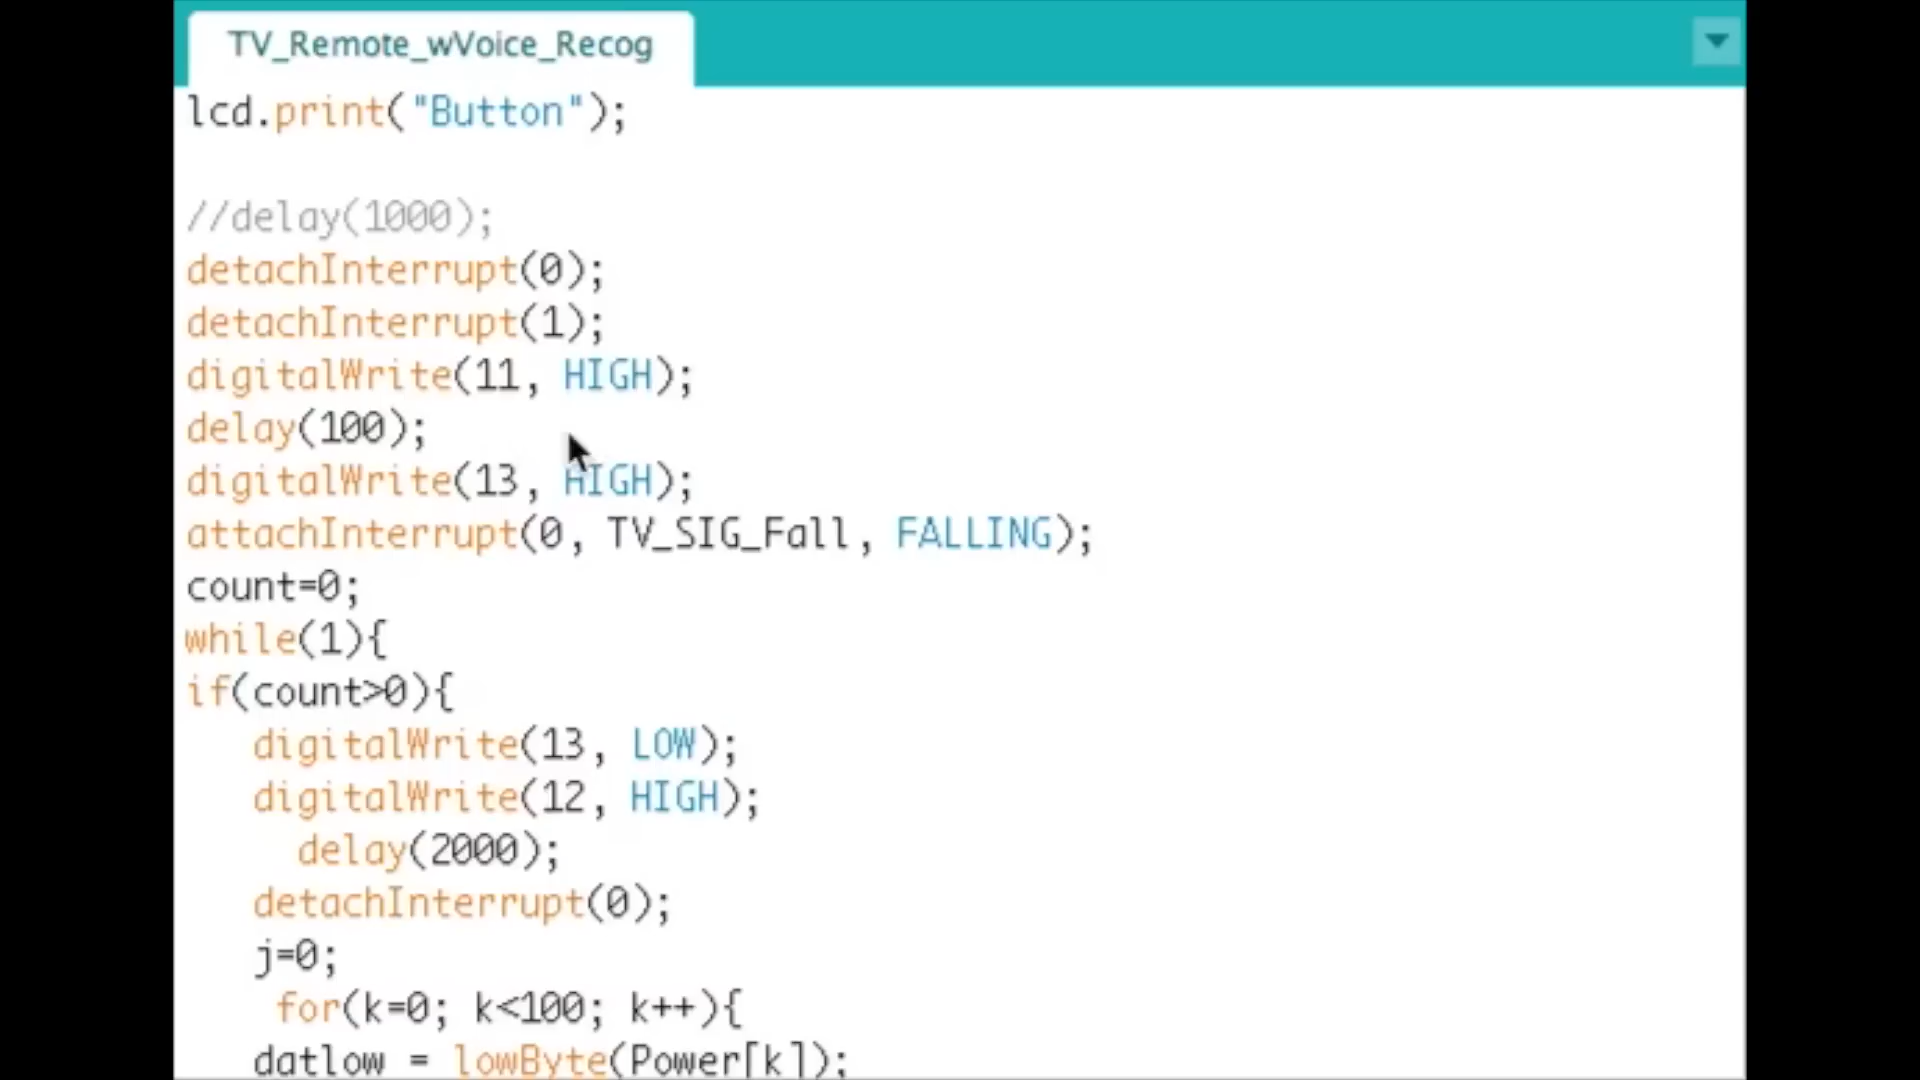 TV_Remote_wVoice_Recog
lcd.print("Button");
//delay(1000);
detachInterrupt(0);
detachInterrupt(1);
digitalWrite(11, HIGH);
delay(100);
digitalWrite(13, HIGH);
attachInterrupt(0, TV_SIG_Fall, FALLING);
count=0;
while(1){
if(count>0){
digitalWrite(13, LOW);
digitalWrite(12, HIGH);
delay(2000);
detachInterrupt(0);
j=0;
for(k=0; k<100; k++){
datlow = lowByte(Power[k]);